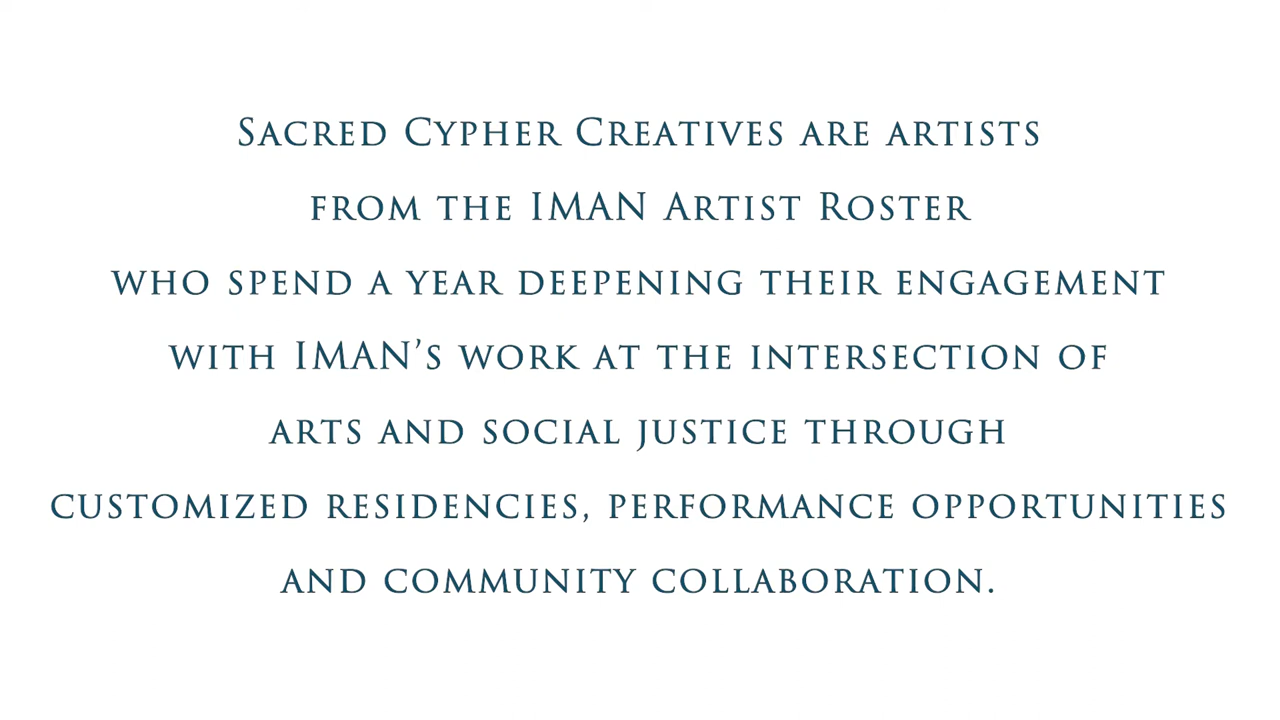 Sacred Cypher Creatives are artists
from the IMAN Artist Roster
who spend a year deepening their engagement
with IMAN’s work at the intersection of
arts and social justice through
customized residencies, performance opportunities
and community collaboration.